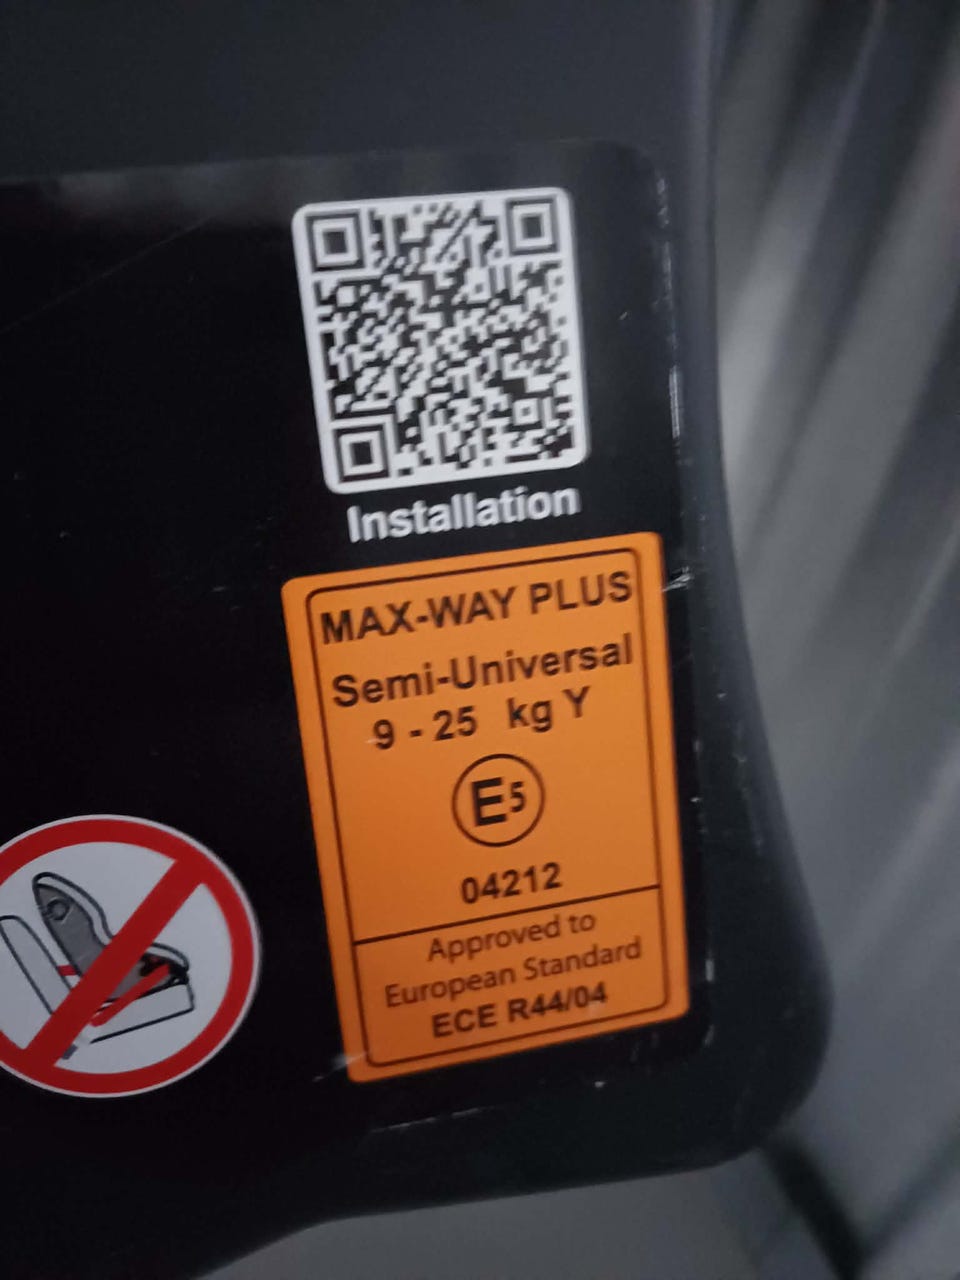 Installation
MAX-WAY PLUS
Semi-Universal
9 - 25 kg Y
E5
04212
Approved to
European Standard
ECE R44/04